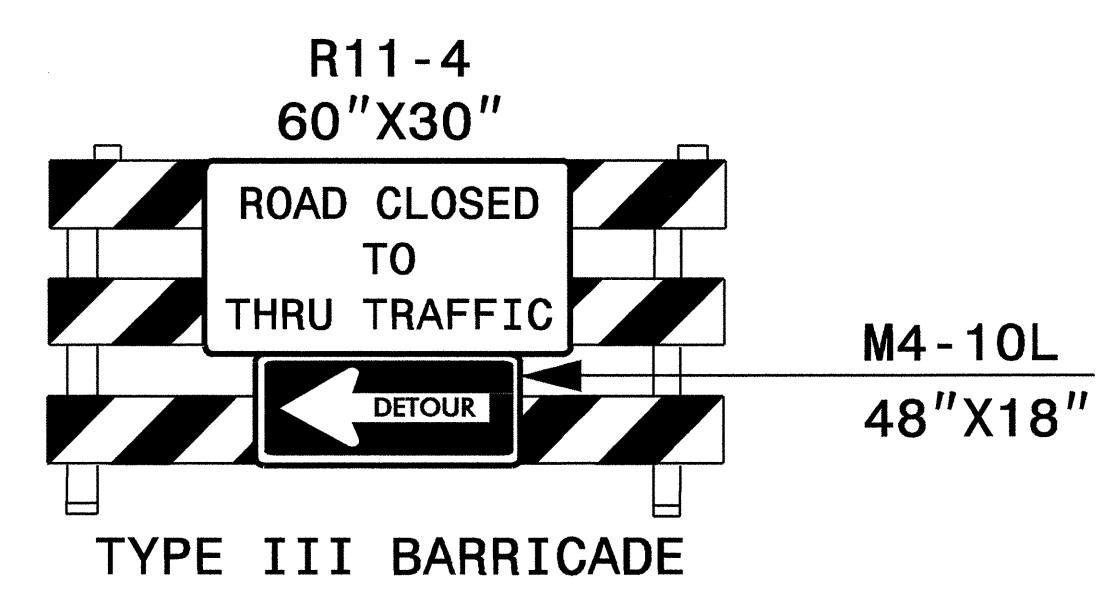 R11-4
60"X30"
ROAD CLOSED
TO
THRU TRAFFIC
M4-10L
DETOUR
48"X18"
TYPE III BARRICADE